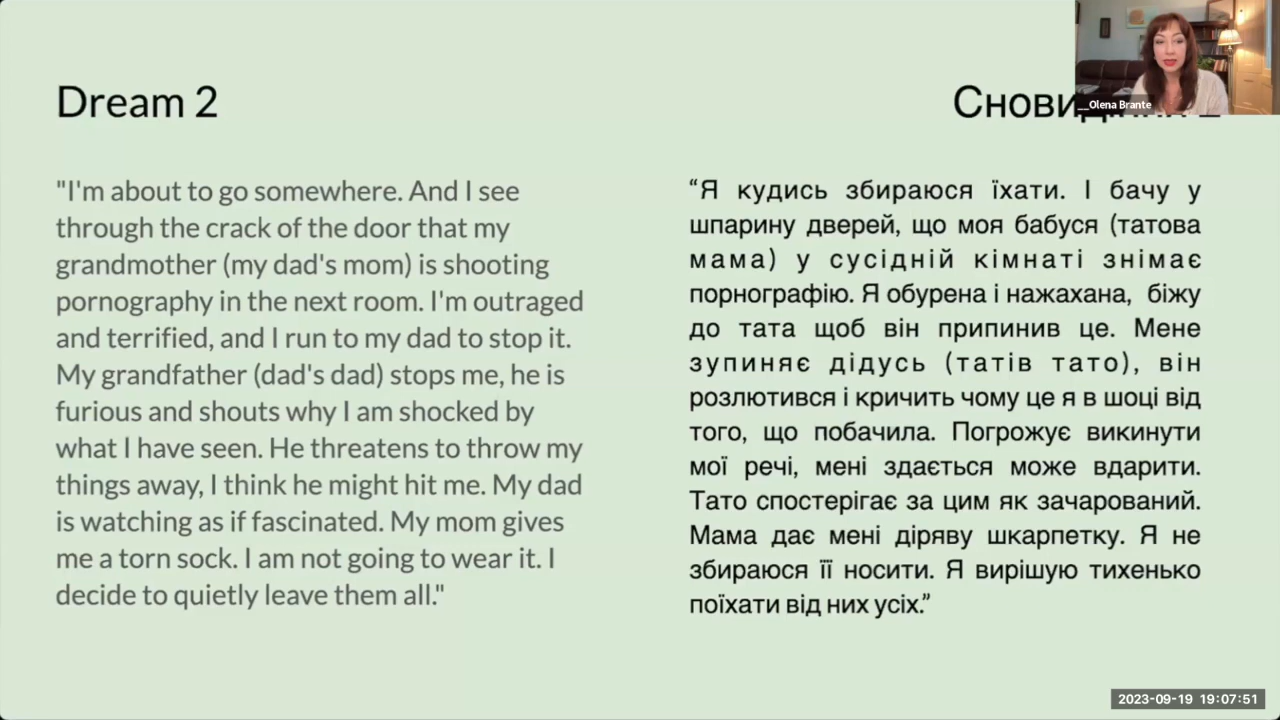 Dream 2
"I'm about to go somewhere. And I see
through the crack of the door that my
grandmother (my dad's mom) is shooting
pornography in the next room. I'm outraged
and terrified, and I run to my dad to stop it.
My grandfather (dad's dad) stops me, he is
furious and shouts why I am shocked by
what I have seen. He threatens to throw my
things away, I think he might hit me. My dad
is watching as if fascinated. My mom gives
me a torn sock. I am not going to wear it. I
decide to quietly leave them all."
“Я кудись збираюся їхати. І бачу у
шпарину дверей, що моя бабуся (татова
мама) у сусідній кімнаті знімає
порнографію. Я обурена і нажахана, біжу
до тата щоб він припинив це. Мене
зупиняє дідусь (татів тато), він
розлютився і кричить чому це я в шоці від
того, що побачила. Погрожує викинути
мої речі, мені здається може вдарити.
Тато спостерігає за цим як зачарований.
Мама дає мені діряву шкарпетку. Я не
збираюся її носити. Я вирішую тихенько
поїхати від них усіх.”
__Olena Brante
2023-09-19 19:07:51